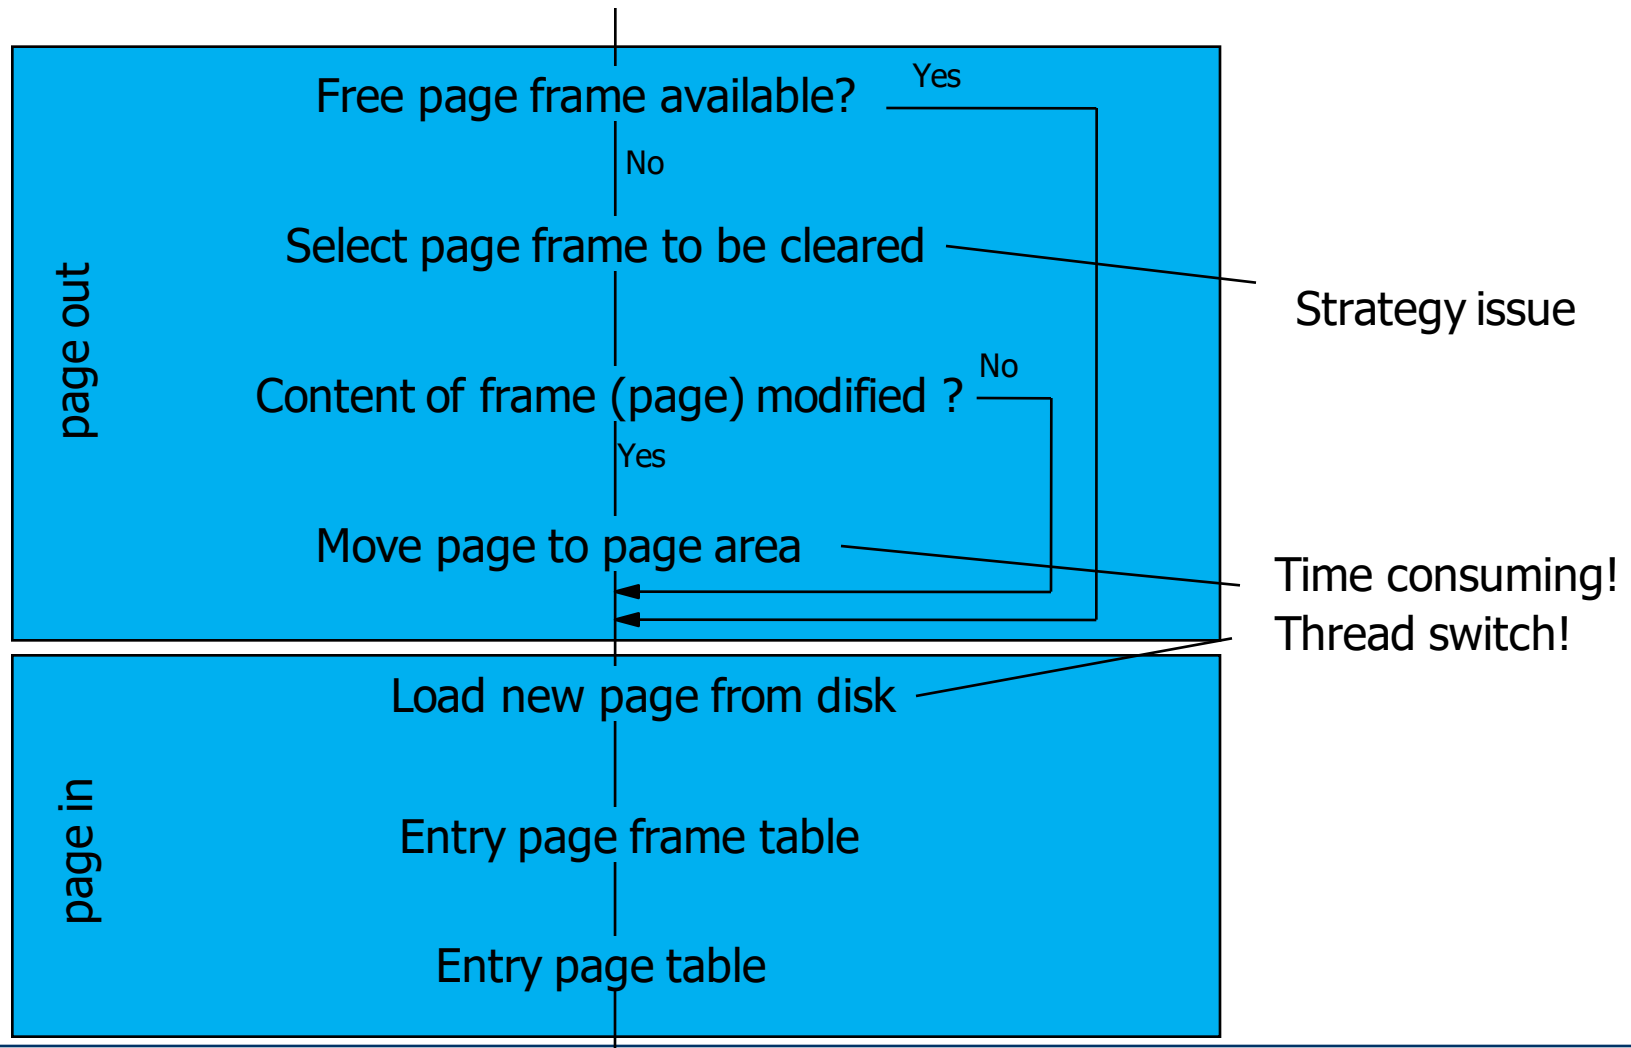 Free page frame available?
Yes
No
Select page frame to be cleared
Strategy issue
page out
Content of frame (page) modified ?
No
Yes
Move page to page area
Time consuming!
Thread switch!
Load new page from disk
page in
Entry page frame table
Entry page table